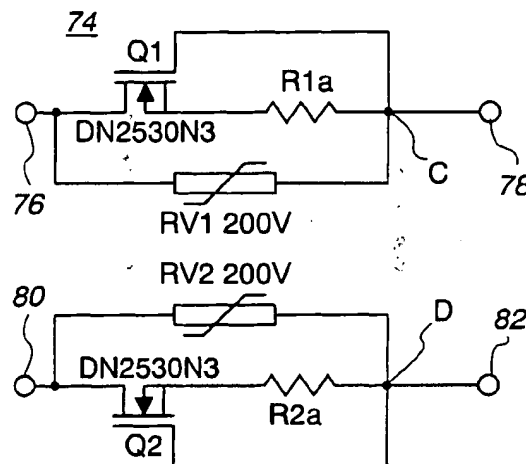 74
Q1
R1a
DN2530N3
76
C
78
RV1 200V
RV2 200V
80
D
82
DN2530N3
R2a
Q2